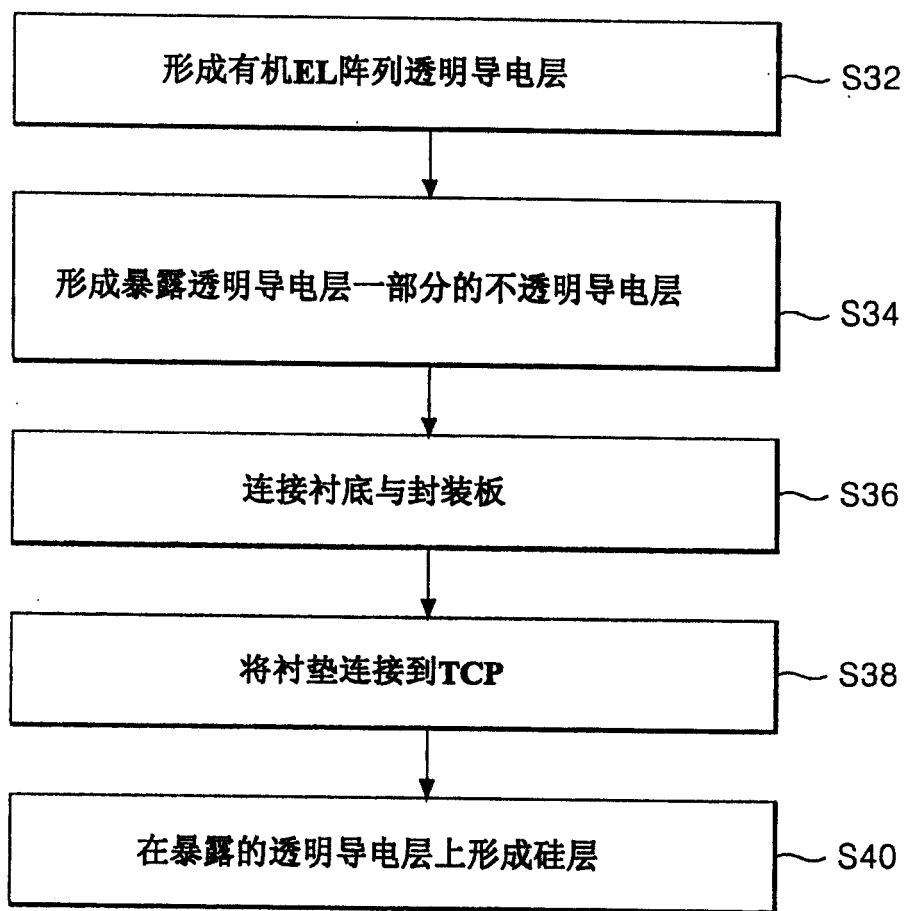 形成有机EL阵列透明导电层
S32
形成暴露透明导电层一部分的不透明导电层
S34
连接衬底与封装板
S36
将衬垫连接到TCP
S38
在暴露的透明导电层上形成硅层
S40